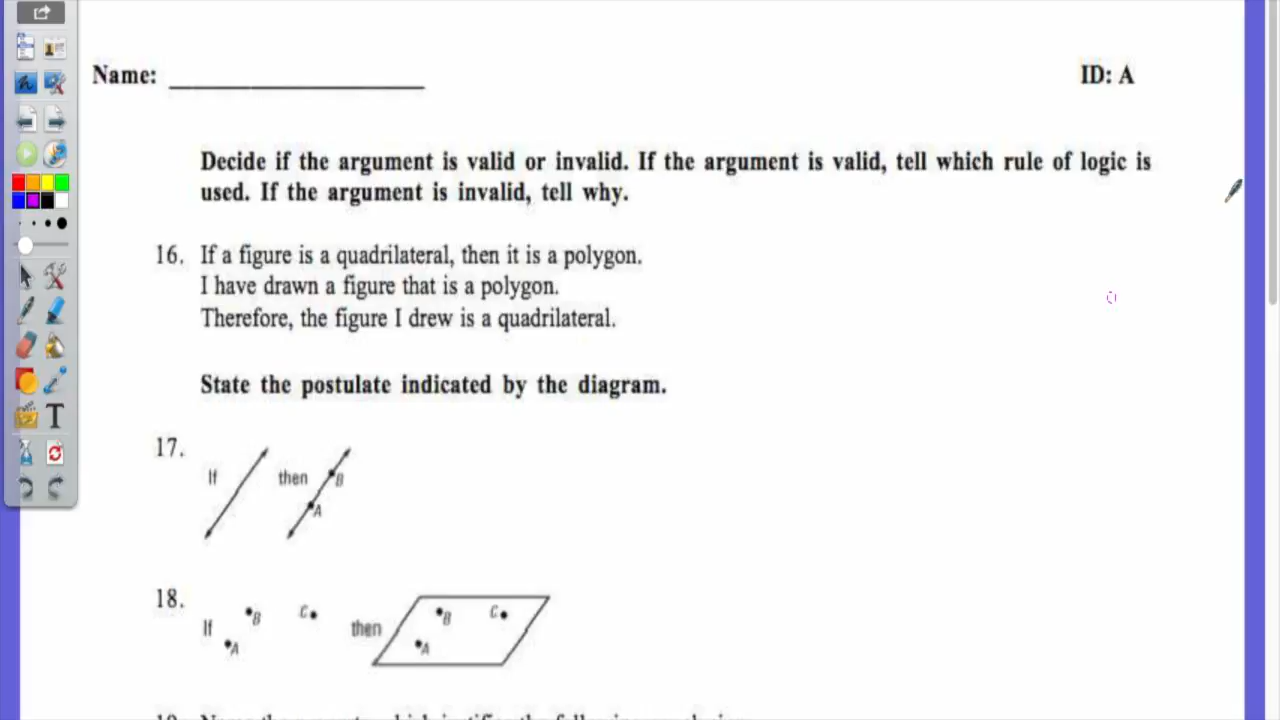 Name: ____________________
ID: A
Decide if the argument is valid or invalid. If the argument is valid, tell which rule of logic is
used. If the argument is invalid, tell why.
16. If a figure is a quadrilateral, then it is a polygon.
I have drawn a figure that is a polygon.
Therefore, the figure I drew is a quadrilateral.
State the postulate indicated by the diagram.
17.
If then B
A
18.
B C B C
If then
A A
T